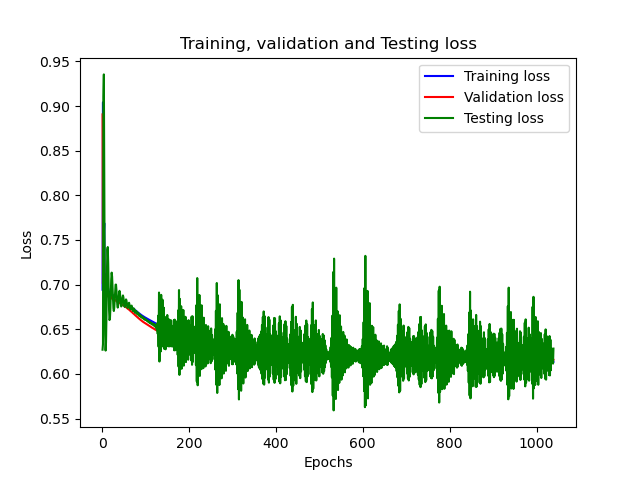 Training, validation and Testing loss
Training loss
Validation loss
Testing loss
Loss
0.95
0.90
0.85
0.80
0.75
0.70
0.65
0.60
0.55
0 200 400 600 800 1000
Epochs